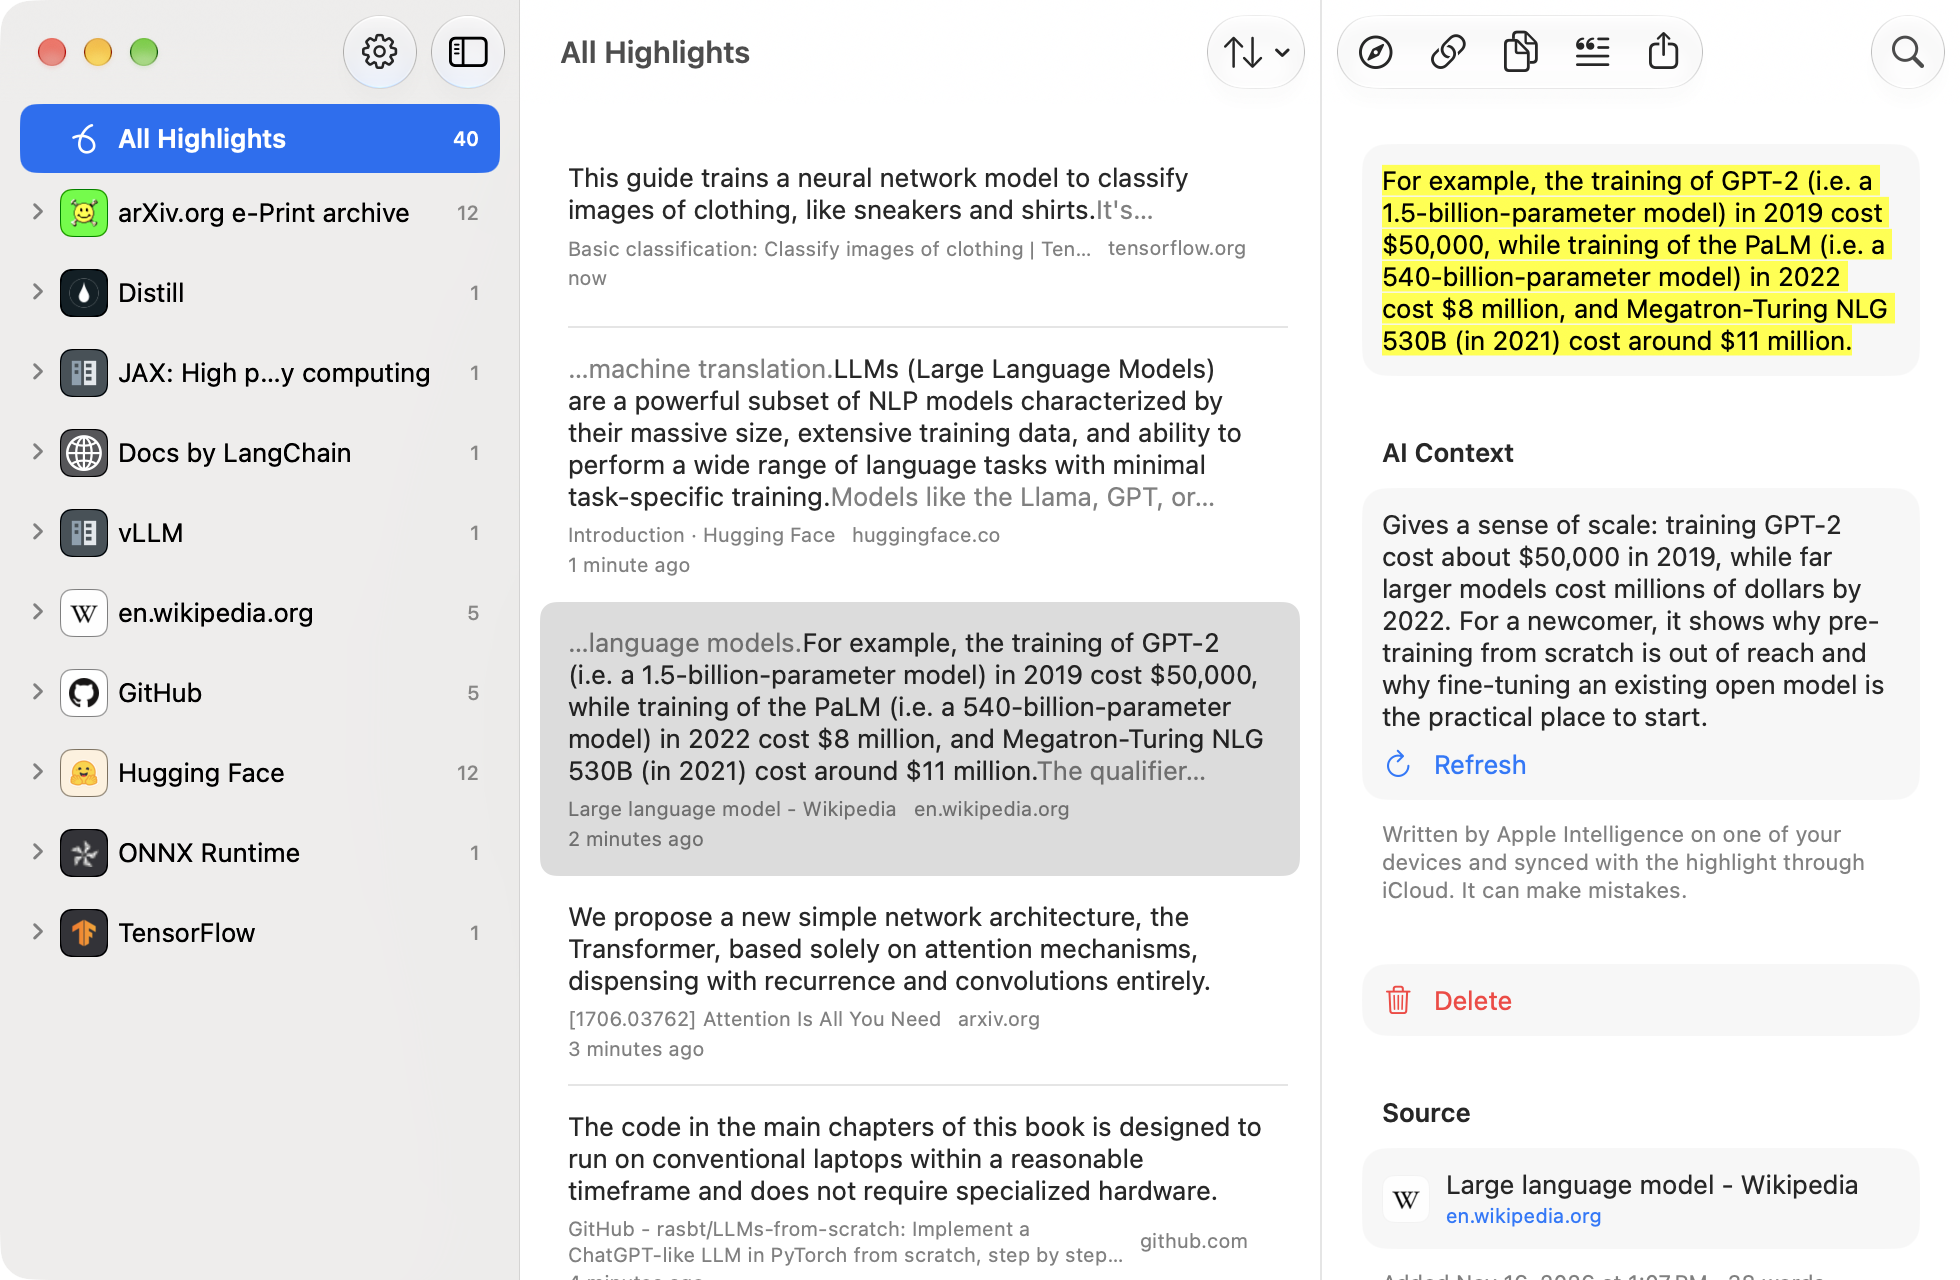 All Highlights 40
arXiv.org e-Print archive 12
Distill 1
JAX: High p...y computing 1
Docs by LangChain 1
vLLM 1
W en.wikipedia.org 5
GitHub 5
Hugging Face 12
ONNX Runtime 1
TensorFlow 1
All Highlights
This guide trains a neural network model to classify
images of clothing, like sneakers and shirts.It's...
Basic classification: Classify images of clothing | Ten... tensorflow.org
now
...machine translation.LLMs (Large Language Models)
are a powerful subset of NLP models characterized by
their massive size, extensive training data, and ability to
perform a wide range of language tasks with minimal
task-specific training.Models like the Llama, GPT, or...
Introduction · Hugging Face huggingface.co
1 minute ago
...language models.For example, the training of GPT-2
(i.e. a 1.5-billion-parameter model) in 2019 cost $50,000,
while training of the PaLM (i.e. a 540-billion-parameter
model) in 2022 cost $8 million, and Megatron-Turing NLG
530B (in 2021) cost around $11 million.The qualifier...
Large language model - Wikipedia en.wikipedia.org
2 minutes ago
We propose a new simple network architecture, the
Transformer, based solely on attention mechanisms,
dispensing with recurrence and convolutions entirely.
[1706.03762] Attention Is All You Need arxiv.org
3 minutes ago
The code in the main chapters of this book is designed to
run on conventional laptops within a reasonable
timeframe and does not require specialized hardware.
GitHub - rasbt/LLMs-from-scratch: Implement a
ChatGPT-like LLM in PyTorch from scratch, step by step... github.com
4 minutes ago
For example, the training of GPT-2 (i.e. a
1.5-billion-parameter model) in 2019 cost
$50,000, while training of the PaLM (i.e. a
540-billion-parameter model) in 2022
cost $8 million, and Megatron-Turing NLG
530B (in 2021) cost around $11 million.
AI Context
Gives a sense of scale: training GPT-2
cost about $50,000 in 2019, while far
larger models cost millions of dollars by
2022. For a newcomer, it shows why pre-
training from scratch is out of reach and
why fine-tuning an existing open model is
the practical place to start.
Refresh
Written by Apple Intelligence on one of your
devices and synced with the highlight through
iCloud. It can make mistakes.
Delete
Source
W Large language model - Wikipedia
en.wikipedia.org